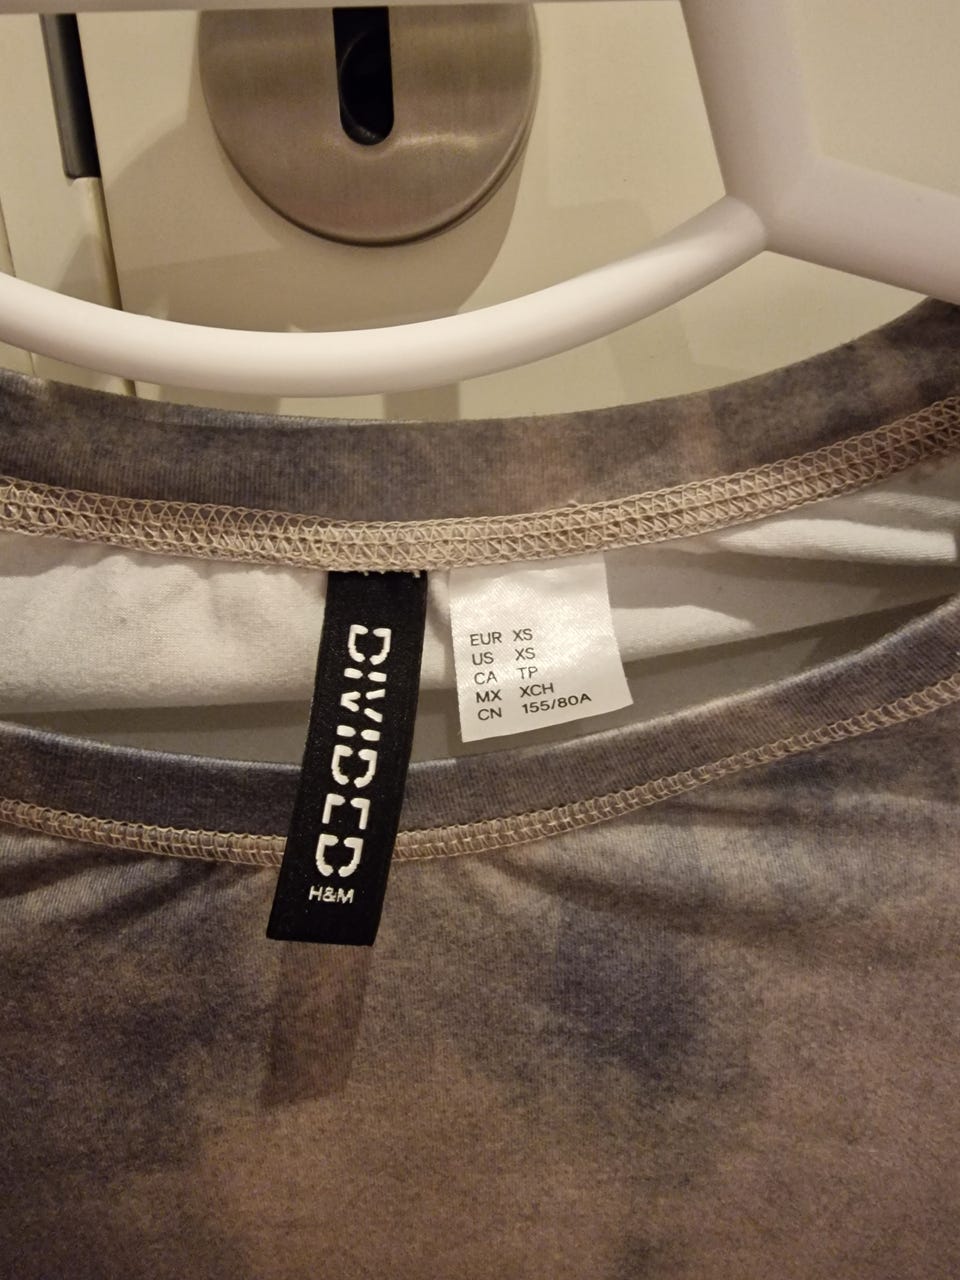 DIVIDED
H&M
EUR XS
US XS
CA TP
MX XCH
CN 155/80A